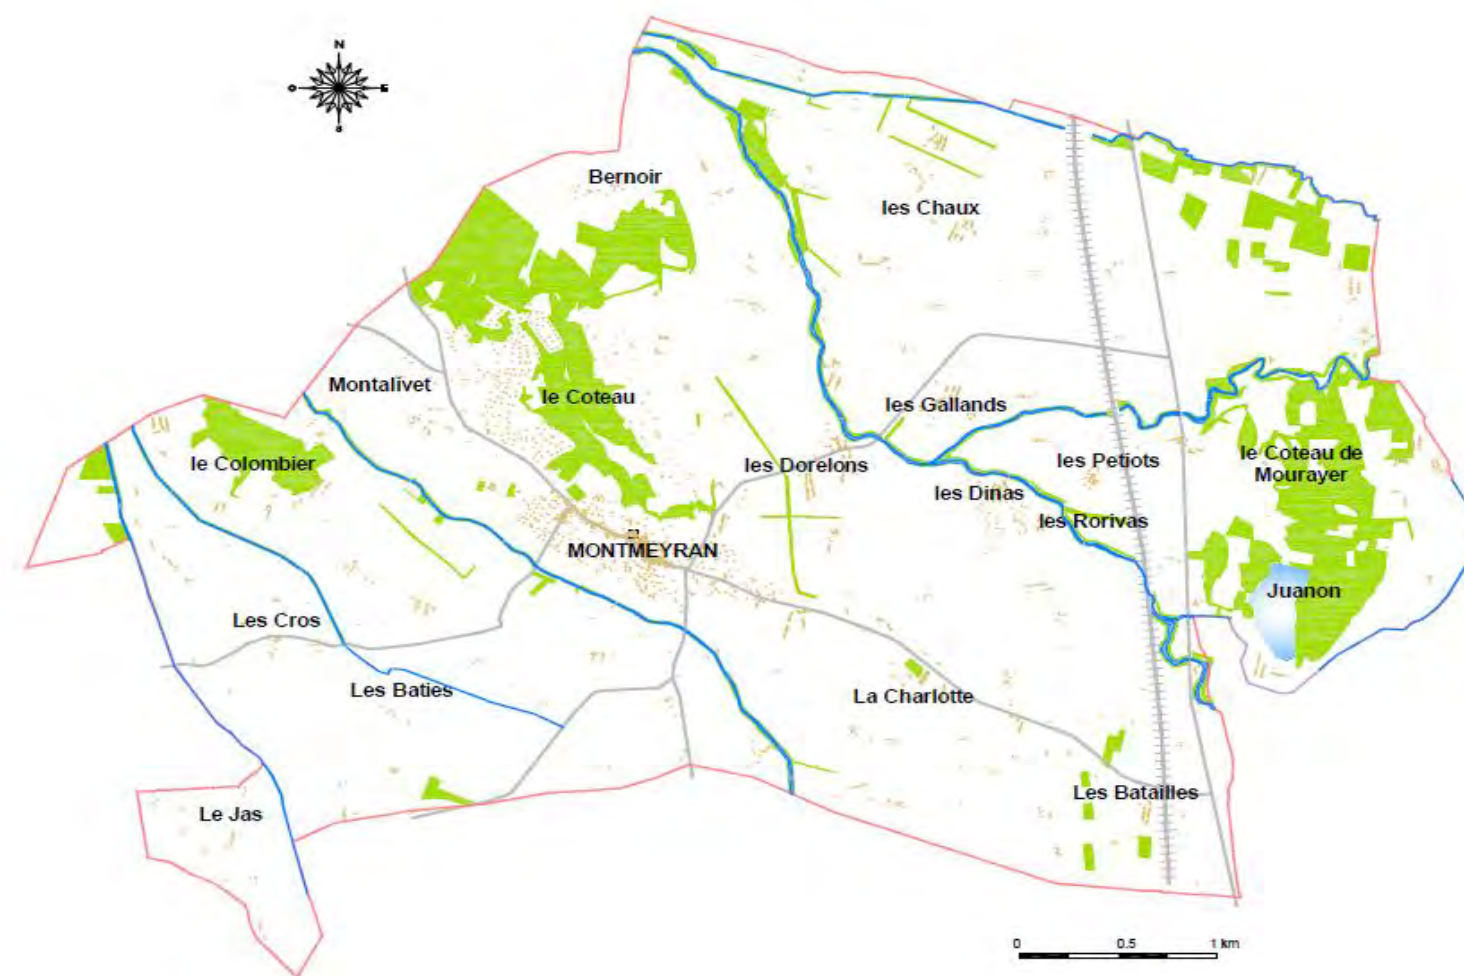 N
O
E
S
Bernoir
les Chaux
Montalivet
le Coteau
les Gallands
le Colombier
les Dorelons
les Petiots
le Coteau de
Mourayer
les Dinas
les Rorivas
MONTMEYRAN
Juanon
Les Cros
Les Baties
La Charlotte
Les Batailles
Le Jas
0 0.5 1 km